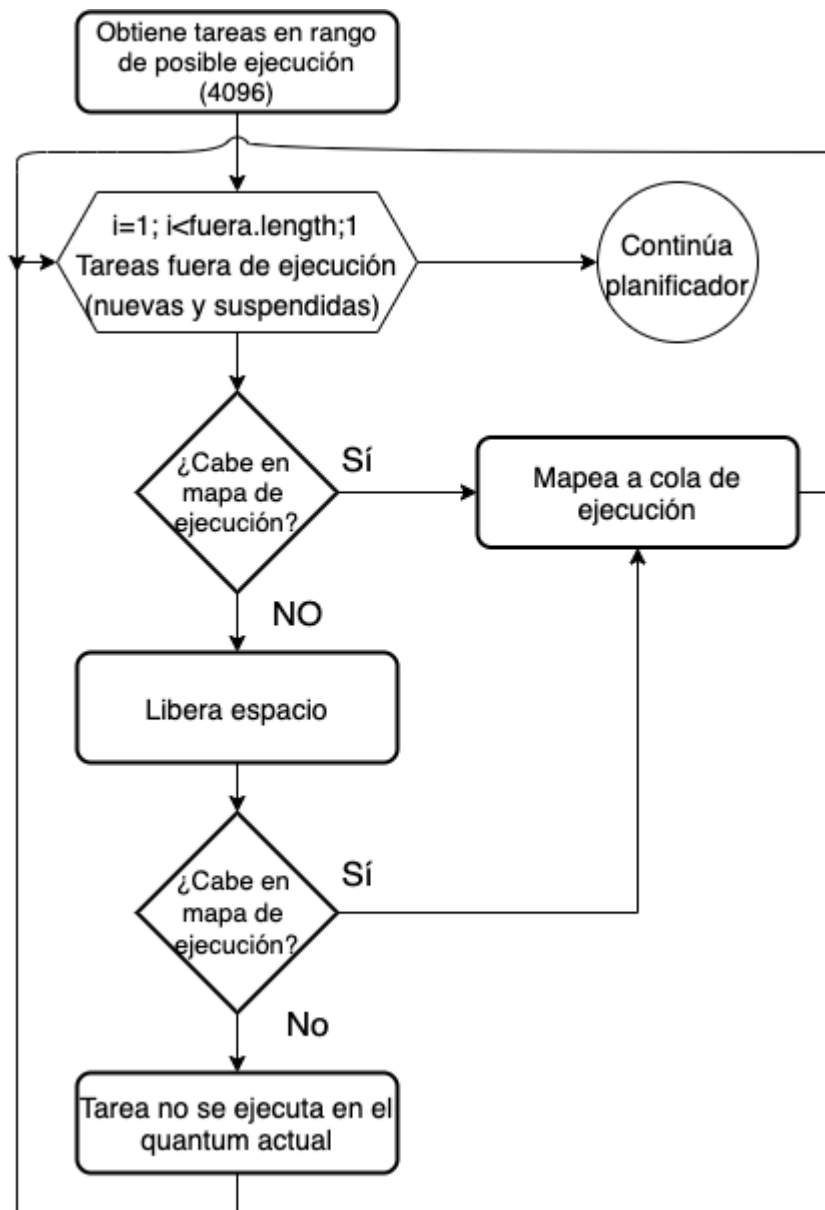 Obtiene tareas en rango
de posible ejecución
(4096)
i=1; i<fuera.length;1
Tareas fuera de ejecución
(nuevas y suspendidas)
Continúa
planificador
¿Cabe en
mapa de
ejecución?
Sí
Mapea a cola de
ejecución
NO
Libera espacio
¿Cabe en
mapa de
ejecución?
Sí
No
Tarea no se ejecuta en el
quantum actual